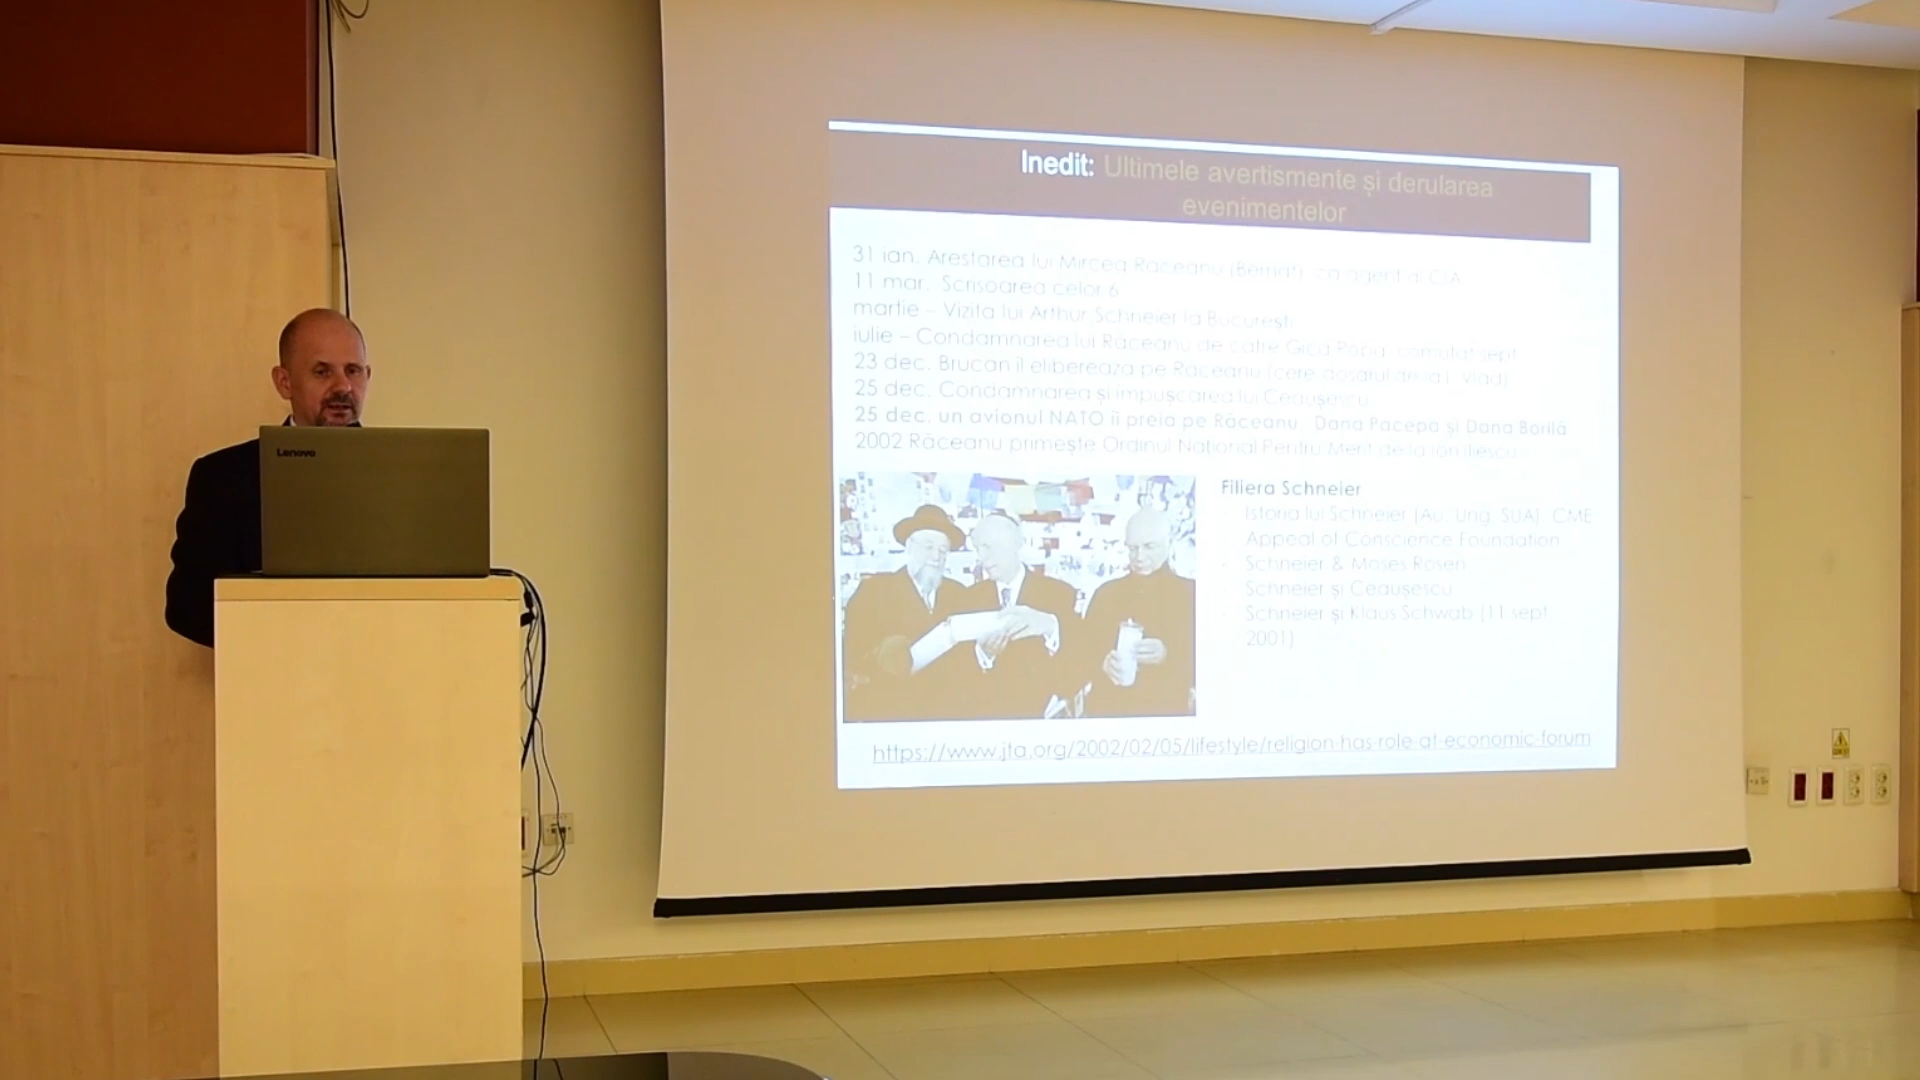 Lenovo
Inedit: Ultimele avertismente și derularea
evenimentelor
31 ian. Arestarea lui Mircea Răceanu (Bernat), ca agent al CIA
11 mar. Scrisoarea celor 6
martie – Vizita lui Arthur Schneier la București
iulie – Condamnarea lui Răceanu de către Gică Popa, comutat sept.
23 dec. Brucan îl eliberează pe Răceanu (cere dosarul de la I. Vlad)
25 dec. Condamnarea și împușcarea lui Ceaușescu
25 dec. un avionul NATO îi preia pe Răceanu, Dana Pacepa și Dana Borilă
2002 Răceanu primește Ordinul Național Pentru Merit de la Ion Iliescu
Filiera Schneier
- Istoria lui Schneier (Au, Ung, SUA), CME
- Appeal of Conscience Foundation
- Schneier & Moses Rosen
- Schneier și Ceaușescu
- Schneier și Klaus Schwab (11 sept.
2001)
https://www.jta.org/2002/02/05/lifestyle/religion-has-role-at-economic-forum